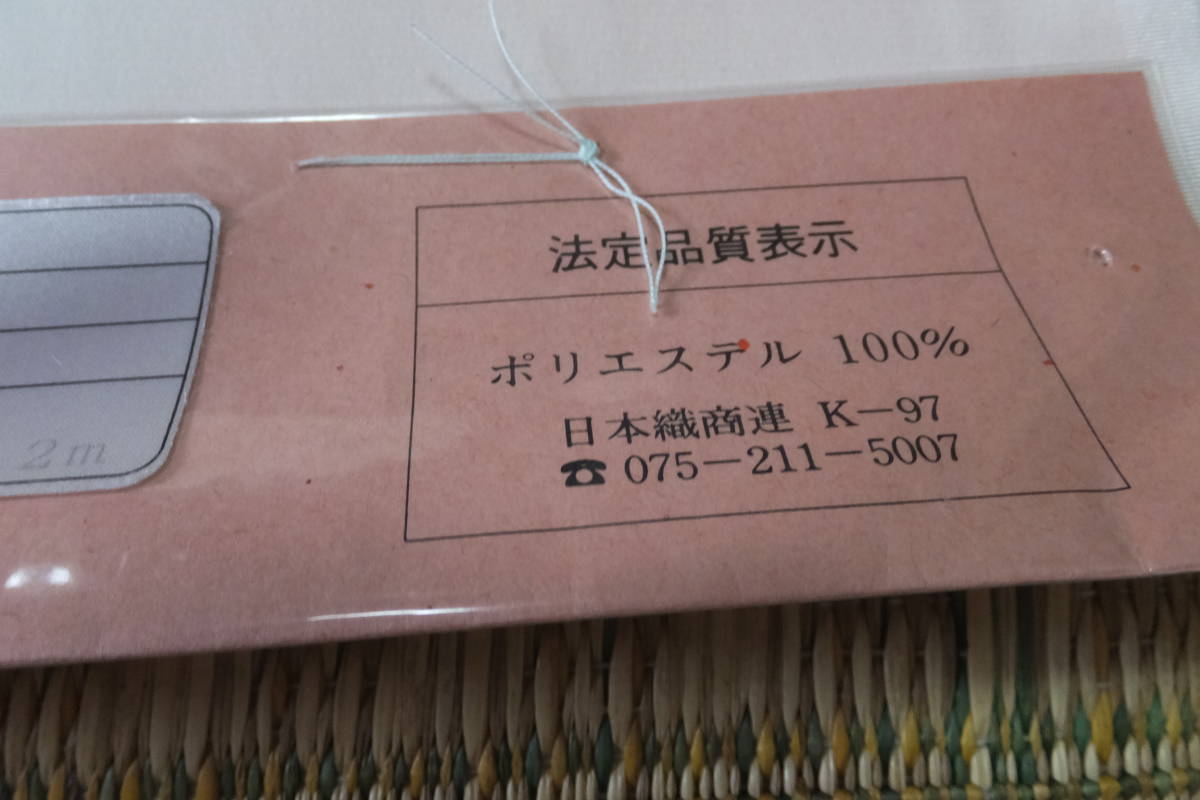 法定品質表示
ポリエステル 100%
日本織商連 K－97
☎ 075－211－5007
2m